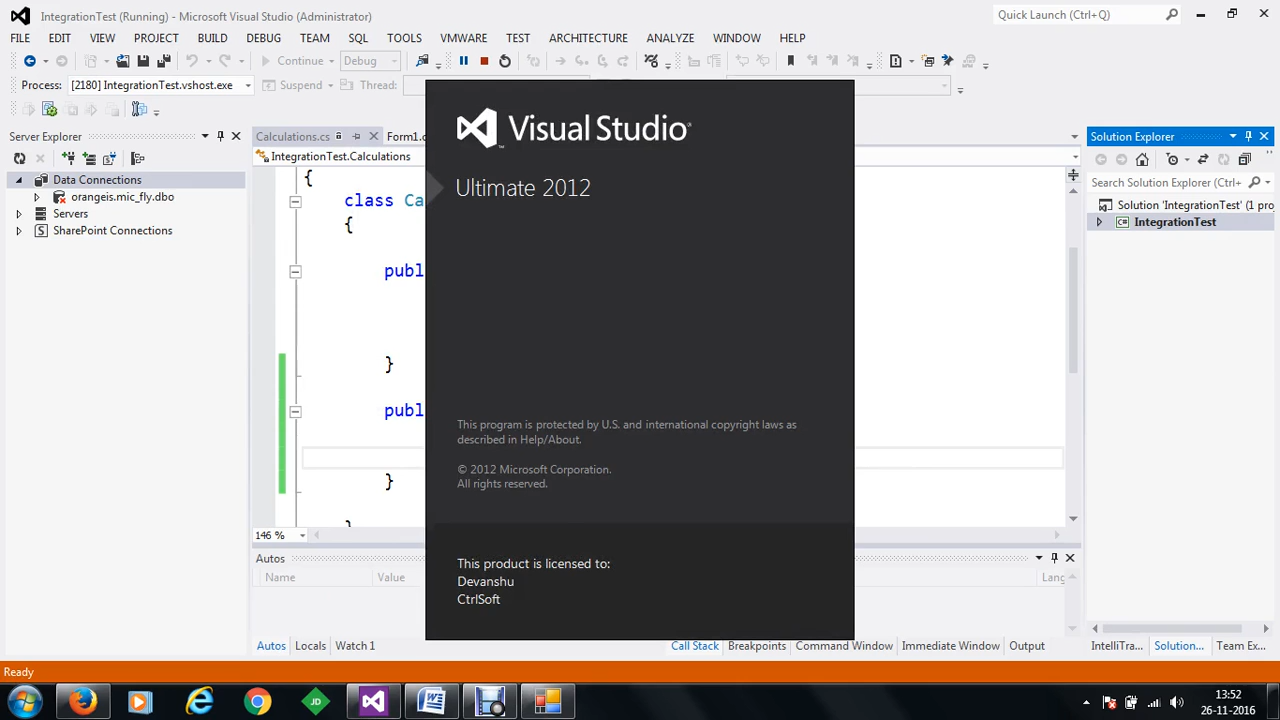 IntegrationTest (Running) - Microsoft Visual Studio (Administrator)
Quick Launch (Ctrl+Q)
FILE EDIT VIEW PROJECT BUILD DEBUG TEAM SQL TOOLS VMWARE TEST ARCHITECTURE ANALYZE WINDOW HELP
Continue Debug
Process: [2180] IntegrationTest.vshost.exe Suspend Thread:
Server Explorer
Data Connections
orangeis.mic_fly.dbo
Servers
SharePoint Connections
Calculations.cs Form1.c
IntegrationTest.Calculations
{
class Ca
{
publ
}
publ
}
146 %
Visual Studio
Ultimate 2012
This program is protected by U.S. and international copyright laws as
described in Help/About.
© 2012 Microsoft Corporation.
All rights reserved.
This product is licensed to:
Devanshu
CtrlSoft
Solution Explorer
Search Solution Explorer (Ctrl+
Solution 'IntegrationTest' (1 pro
C# IntegrationTest
Autos
Name Value Lang
Autos Locals Watch 1
Call Stack Breakpoints Command Window Immediate Window Output
IntelliTra... Solution... Team Ex...
Ready
JD
13:52
26-11-2016